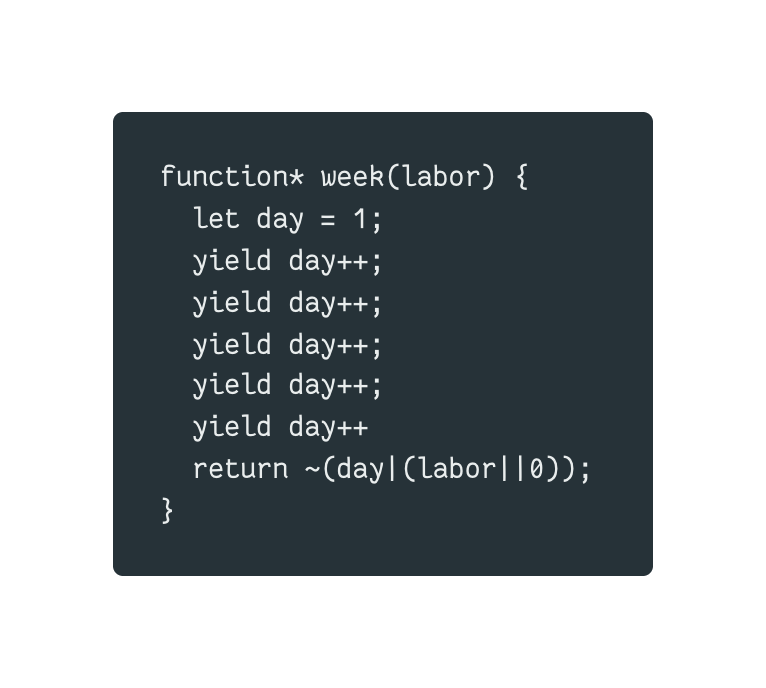 function* week(labor) {
  let day = 1;
  yield day++;
  yield day++;
  yield day++;
  yield day++;
  yield day++
  return ~(day|(labor||0));
}